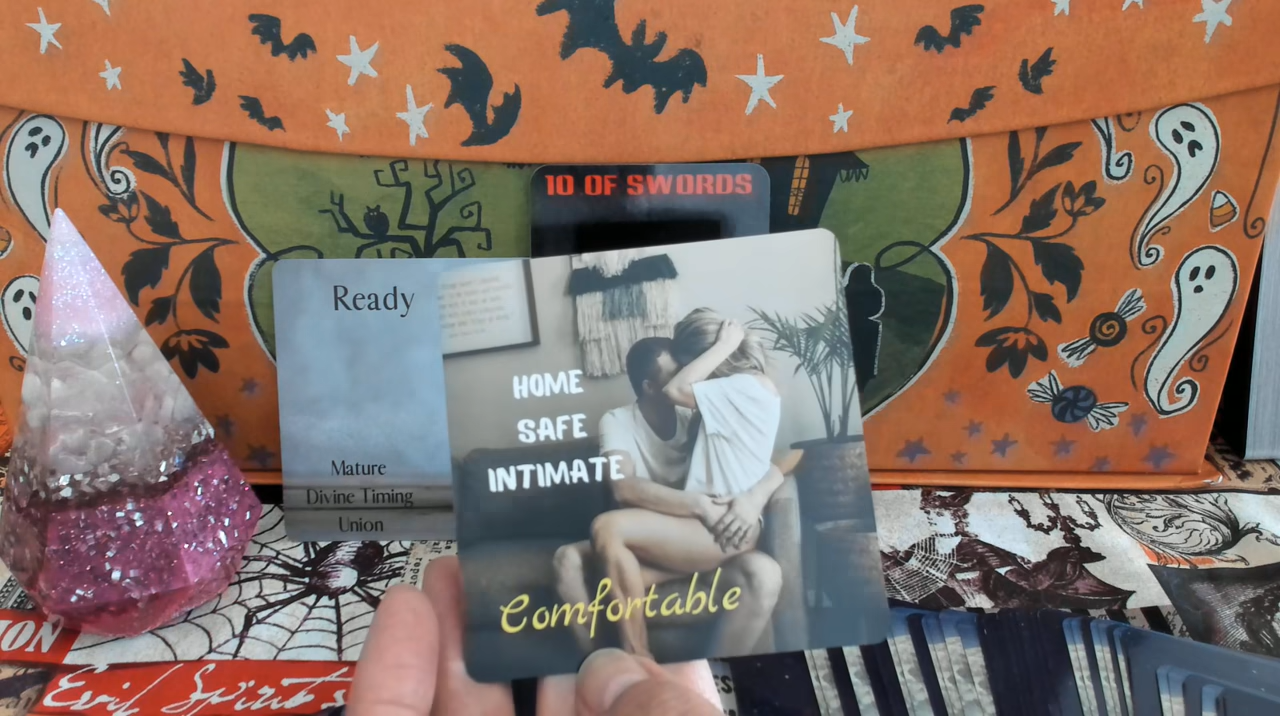 10 OF SWORDS
Ready
HOME
SAFE
INTIMATE
Mature
Divine Timing
Union
Comfortable
ION
Evil Spirits